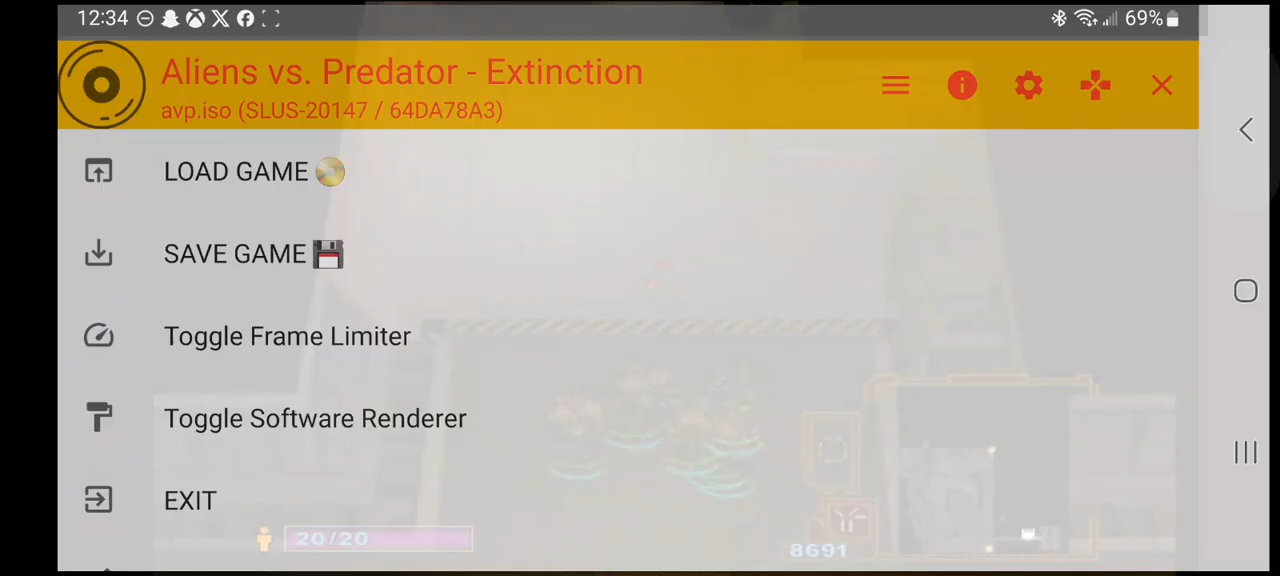 12:34
69%
Aliens vs. Predator - Extinction
avp.iso (SLUS-20147 / 64DA78A3)
LOAD GAME
SAVE GAME
Toggle Frame Limiter
Toggle Software Renderer
EXIT
20/20
8691